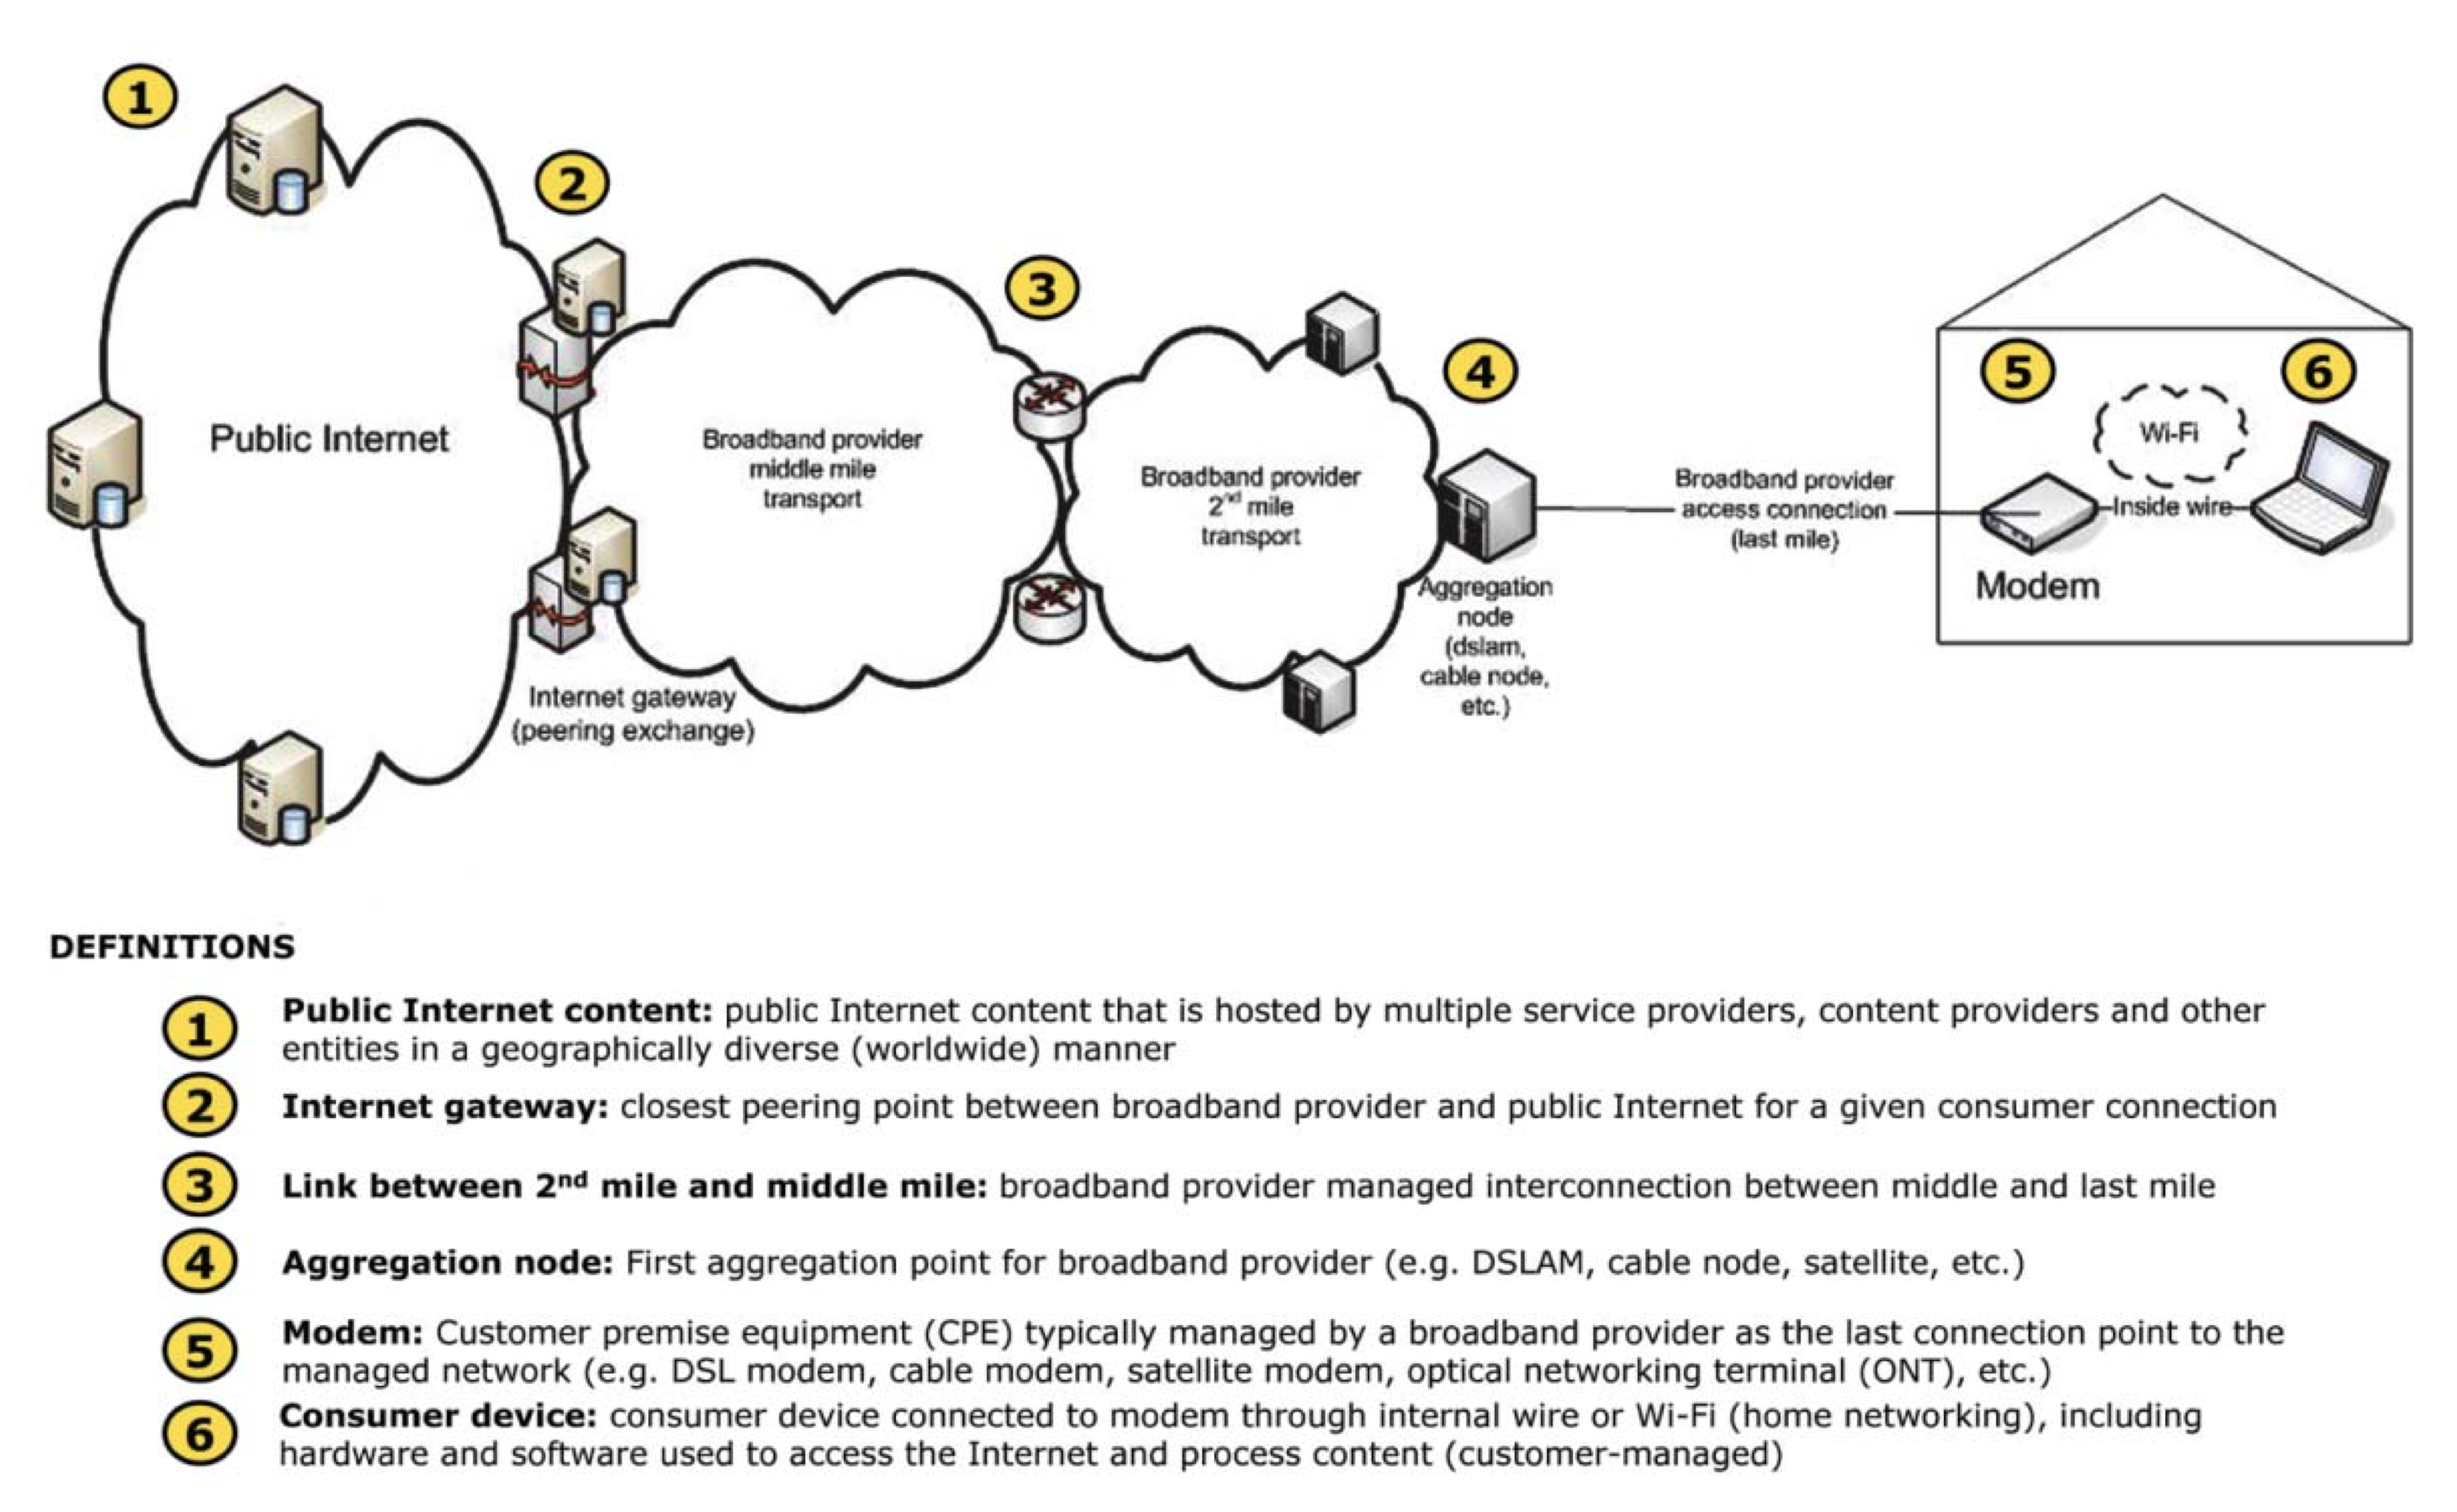 1
2
3
4
5
6
Public Internet
Broadband provider
middle mile
transport
Broadband provider
2nd mile
transport
Broadband provider
access connection
(last mile)
Wi-Fi
Inside wire
Modem
Aggregation
node
(dslam,
cable node,
etc.)
Internet gateway
(peering exchange)
DEFINITIONS
1 Public Internet content: public Internet content that is hosted by multiple service providers, content providers and other
entities in a geographically diverse (worldwide) manner
2 Internet gateway: closest peering point between broadband provider and public Internet for a given consumer connection
3 Link between 2nd mile and middle mile: broadband provider managed interconnection between middle and last mile
4 Aggregation node: First aggregation point for broadband provider (e.g. DSLAM, cable node, satellite, etc.)
5 Modem: Customer premise equipment (CPE) typically managed by a broadband provider as the last connection point to the
managed network (e.g. DSL modem, cable modem, satellite modem, optical networking terminal (ONT), etc.)
6 Consumer device: consumer device connected to modem through internal wire or Wi-Fi (home networking), including
hardware and software used to access the Internet and process content (customer-managed)